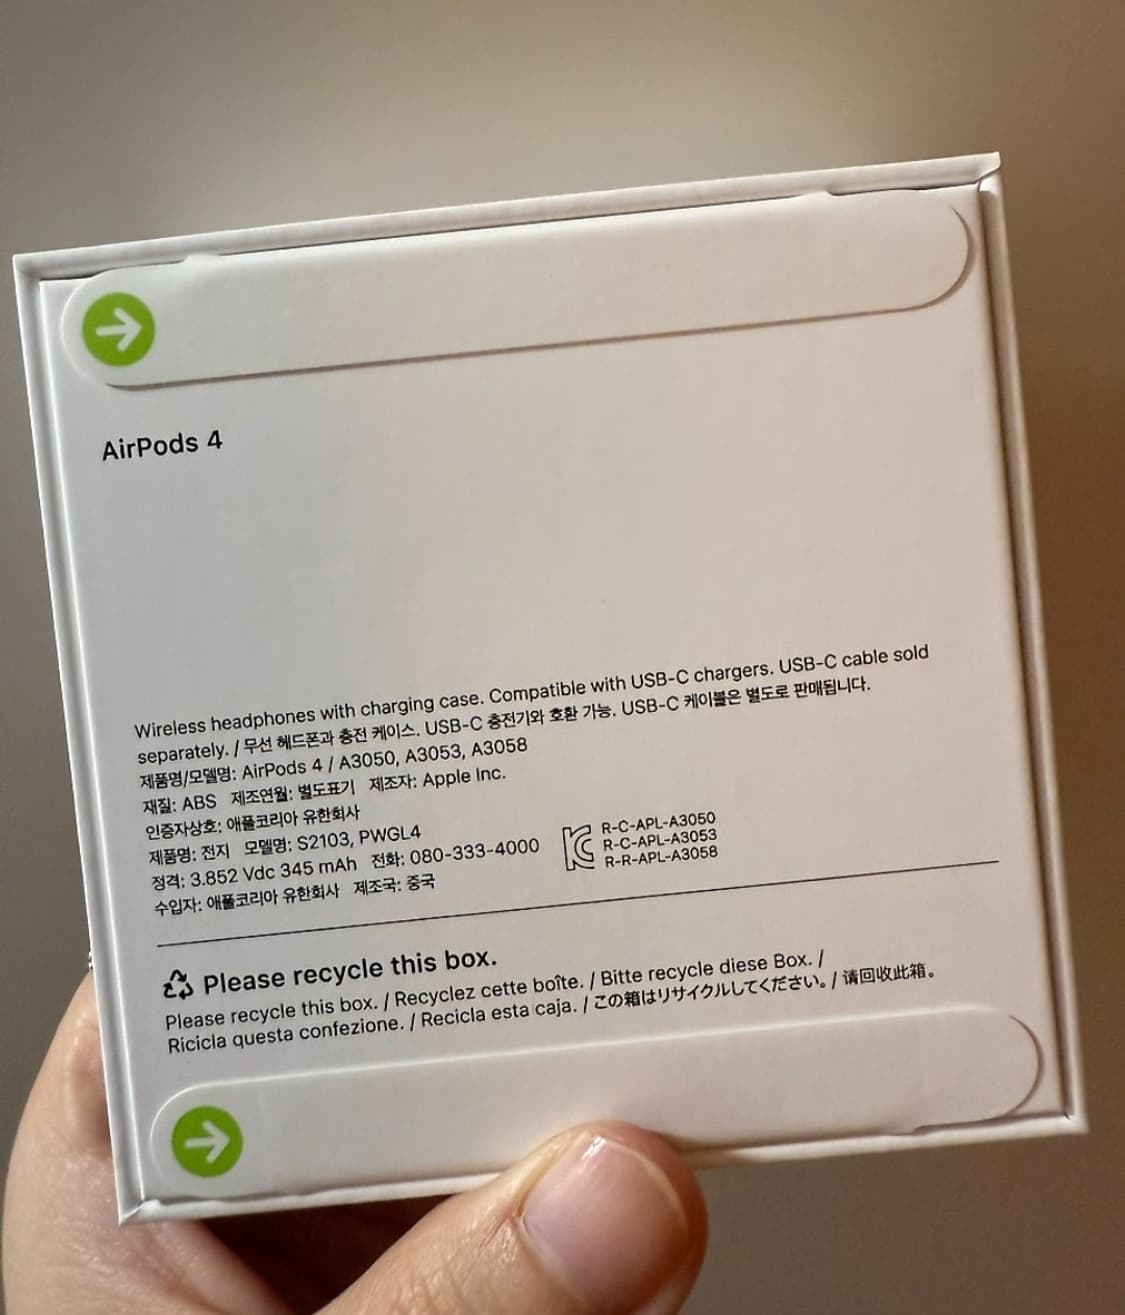 AirPods 4
Wireless headphones with charging case. Compatible with USB-C chargers. USB-C cable sold
separately. / 무선 헤드폰과 충전 케이스. USB-C 충전기와 호환 가능. USB-C 케이블은 별도로 판매됩니다.
제품명/모델명: AirPods 4 / A3050, A3053, A3058
재질: ABS 제조연월: 별도표기 제조자: Apple Inc.
인증자상호: 애플코리아 유한회사
제품명: 전지 모델명: S2103, PWGL4
정격: 3.852 Vdc 345 mAh 전화: 080-333-4000
수입자: 애플코리아 유한회사 제조국: 중국
R-C-APL-A3050
R-C-APL-A3053
R-R-APL-A3058
Please recycle this box.
Please recycle this box. / Recyclez cette boîte. / Bitte recycle diese Box. /
Ricicla questa confezione. / Recicla esta caja. / この箱はリサイクルしてください。/ 请回收此箱。